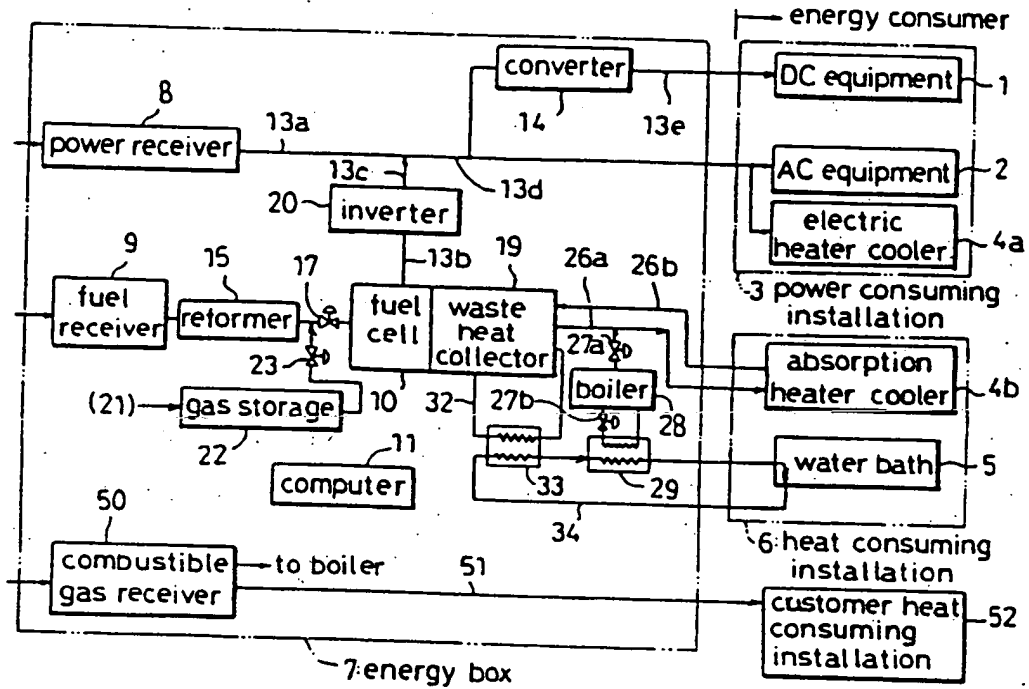 energy consumer
converter
DC equipment
1
8
13a
14
13e
power receiver
13c
13d
AC equipment
2
20
inverter
electric
heater cooler
4a
9
15
17
13b
19
26a
26b
3 power consuming
installation
fuel
receiver
reformer
fuel
cell
waste
heat
collector
27a
absorption
heater cooler
4b
23
(21)
gas storage
22
10
32
27b
boiler
28
11
computer
33
29
water bath
5
34
6: heat consuming
installation
50
combustible
gas receiver
to boiler
51
customer heat
consuming
installation
52
7: energy box